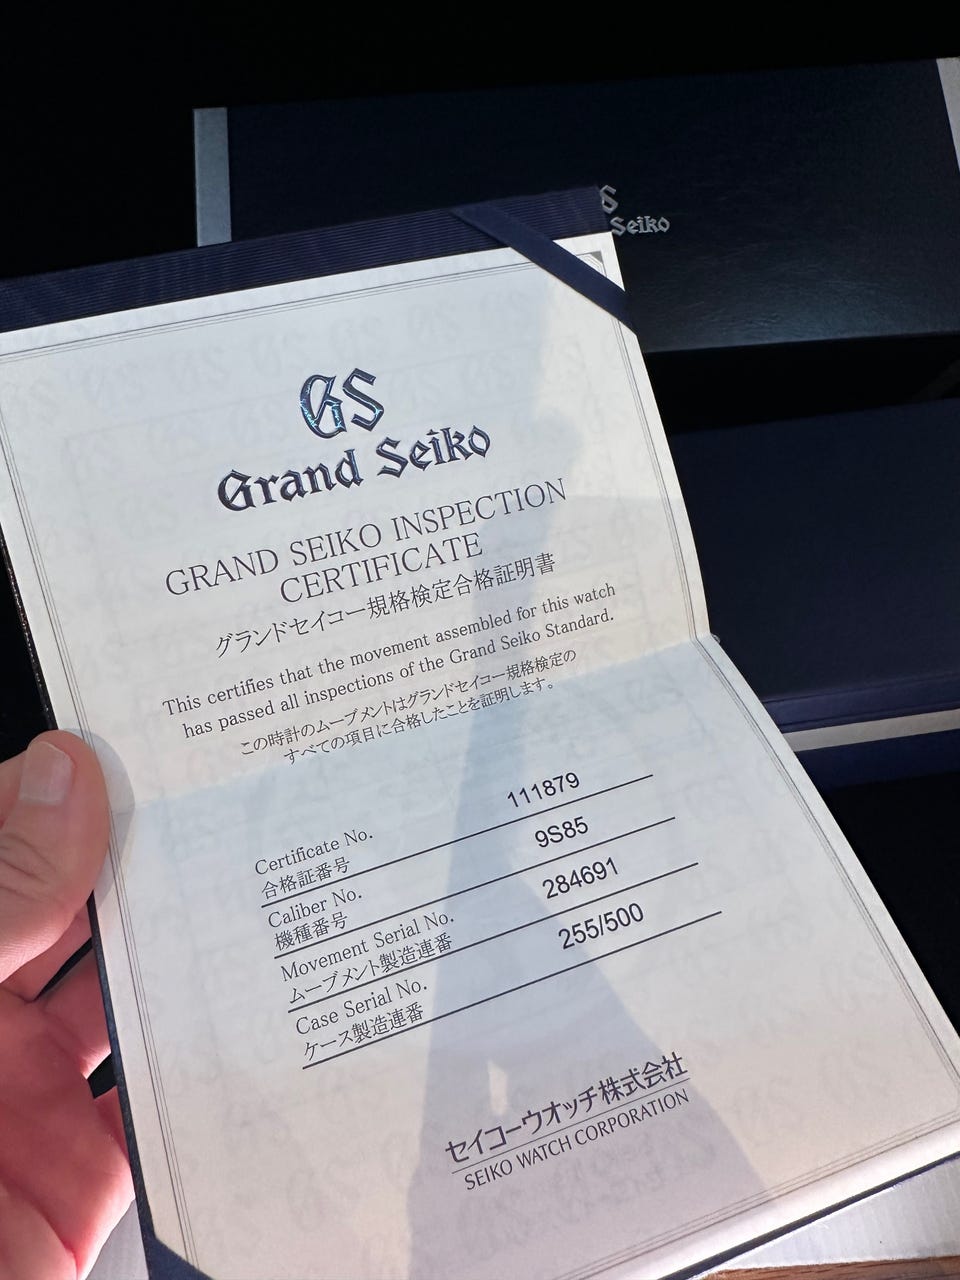 GS
Seiko
GS
Grand Seiko
GRAND SEIKO INSPECTION
CERTIFICATE
グランドセイコー規格検定合格証明書
This certifies that the movement assembled for this watch
has passed all inspections of the Grand Seiko Standard.
この時計のムーブメントはグランドセイコー規格検定の
すべての項目に合格したことを証明します。
Certificate No. 111879
合格証番号
Caliber No. 9S85
機種番号
Movement Serial No. 284691
ムーブメント製造連番
Case Serial No. 255/500
ケース製造連番
セイコーウオッチ株式会社
SEIKO WATCH CORPORATION